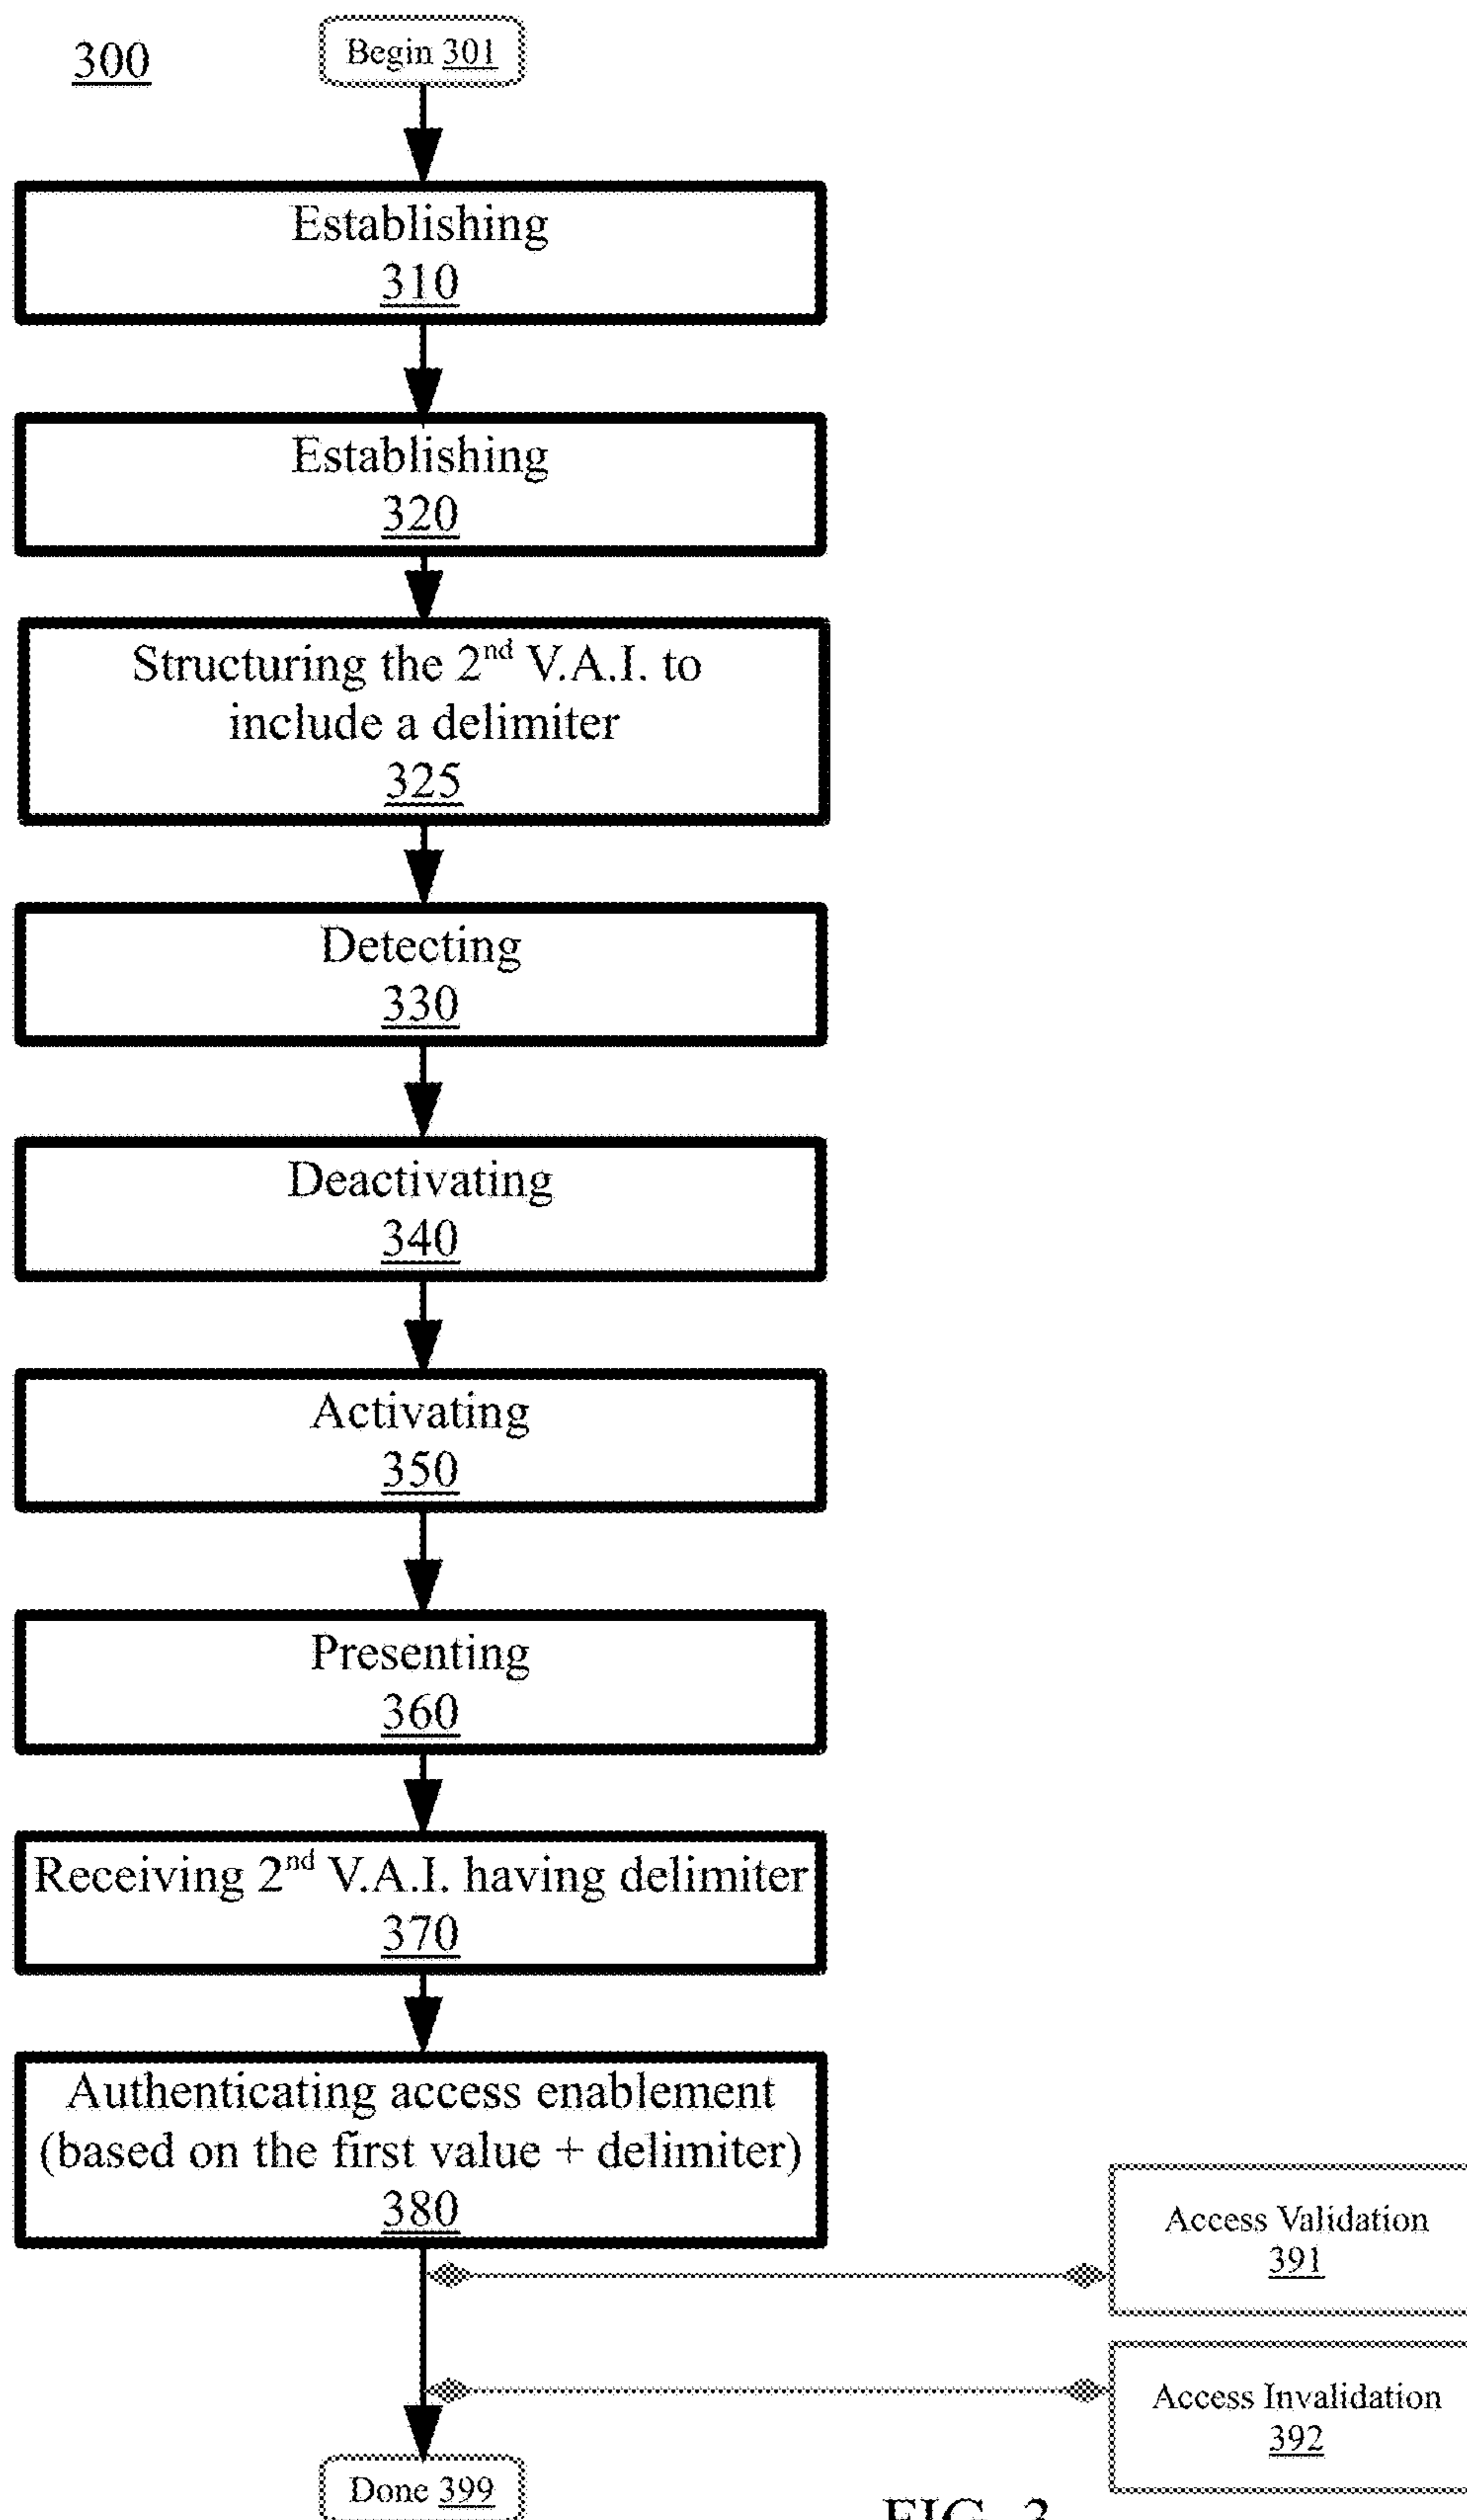 300
Begin 301
Establishing
310
Establishing
320
Structuring the 2nd V.A.I. to
include a delimiter
325
Detecting
330
Deactivating
340
Activating
350
Presenting
360
Receiving 2nd V.A.I. having delimiter
370
Authenticating access enablement
(based on the first value + delimiter)
380
Access Validation
391
Access Invalidation
392
Done 399
FIG. 3